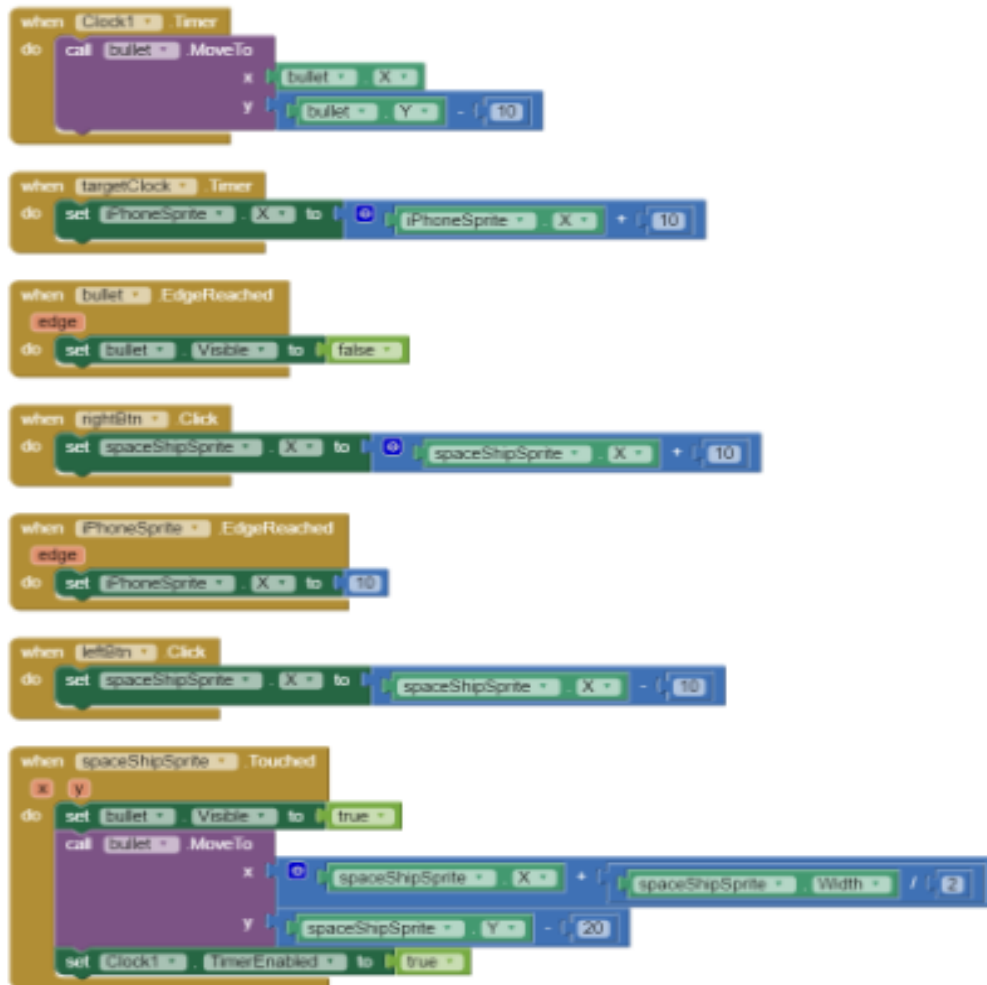 when Clock1 .Timer
do call bullet .MoveTo
x bullet . X
y bullet . Y - 10
when targetClock .Timer
do set iPhoneSprite . X to iPhoneSprite . X + 10
when bullet .EdgeReached
edge
do set bullet . Visible to false
when rightBtn .Click
do set spaceShipSprite . X to spaceShipSprite . X + 10
when iPhoneSprite .EdgeReached
edge
do set iPhoneSprite . X to 10
when leftBtn .Click
do set spaceShipSprite . X to spaceShipSprite . X - 10
when spaceShipSprite .Touched
x y
do set bullet . Visible to true
call bullet .MoveTo
x spaceShipSprite . X + spaceShipSprite . Width / 2
y spaceShipSprite . Y - 20
set Clock1 . TimerEnabled to true